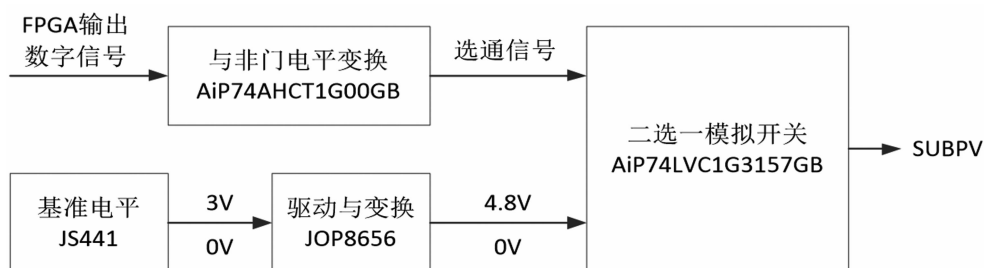 FPGA输出
数字信号
与非门电平变换
AiP74AHCT1G00GB
选通信号
二选一模拟开关
AiP74LVC1G3157GB
SUBPV
基准电平
JS441
3V
0V
驱动与变换
JOP8656
4.8V
0V